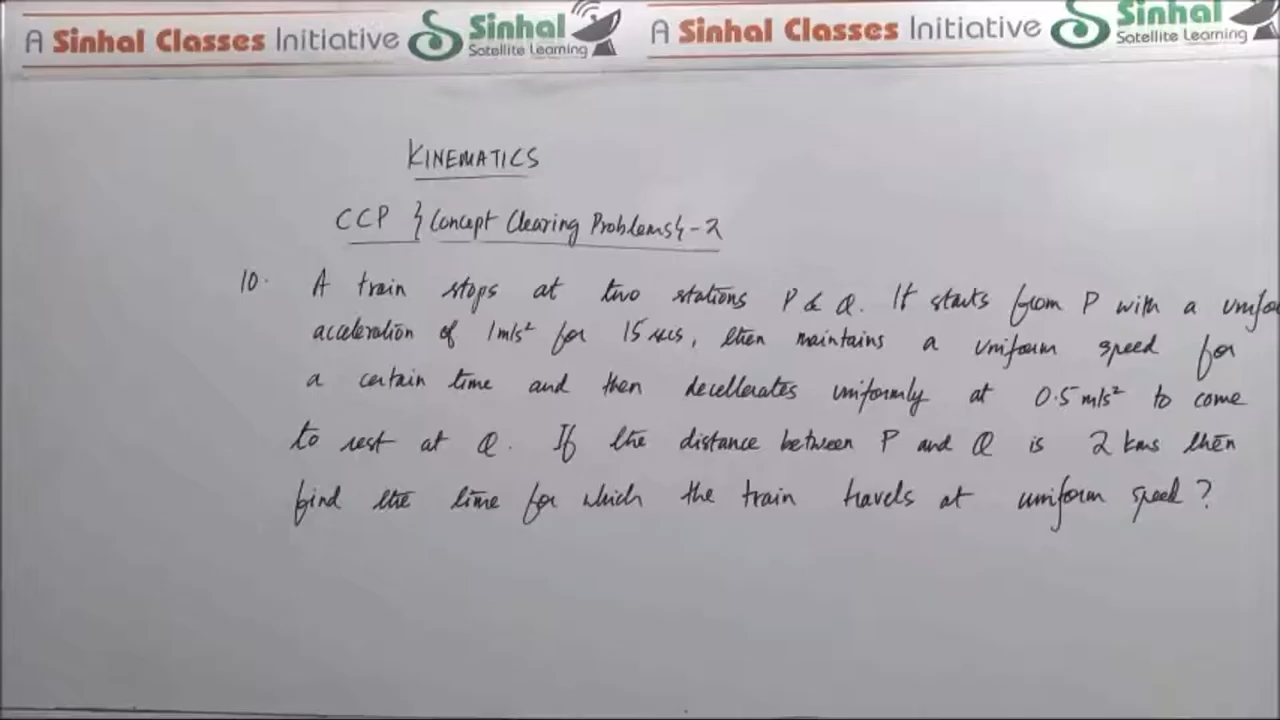 A Sinhal Classes Initiative Sinhal Satellite Learning A Sinhal Classes Initiative Sinhal Satellite Learning
KINEMATICS
CCP } Concept Clearing Problems} - 2
10. A train stops at two stations P & Q. It starts from P with a unifo
acceleration of 1m/s² for 15 secs, then maintains a uniform speed for
a certain time and then decellerates uniformly at 0.5 m/s² to come
to rest at Q. If the distance between P and Q is 2 kms then
find the time for which the train travels at uniform speed?